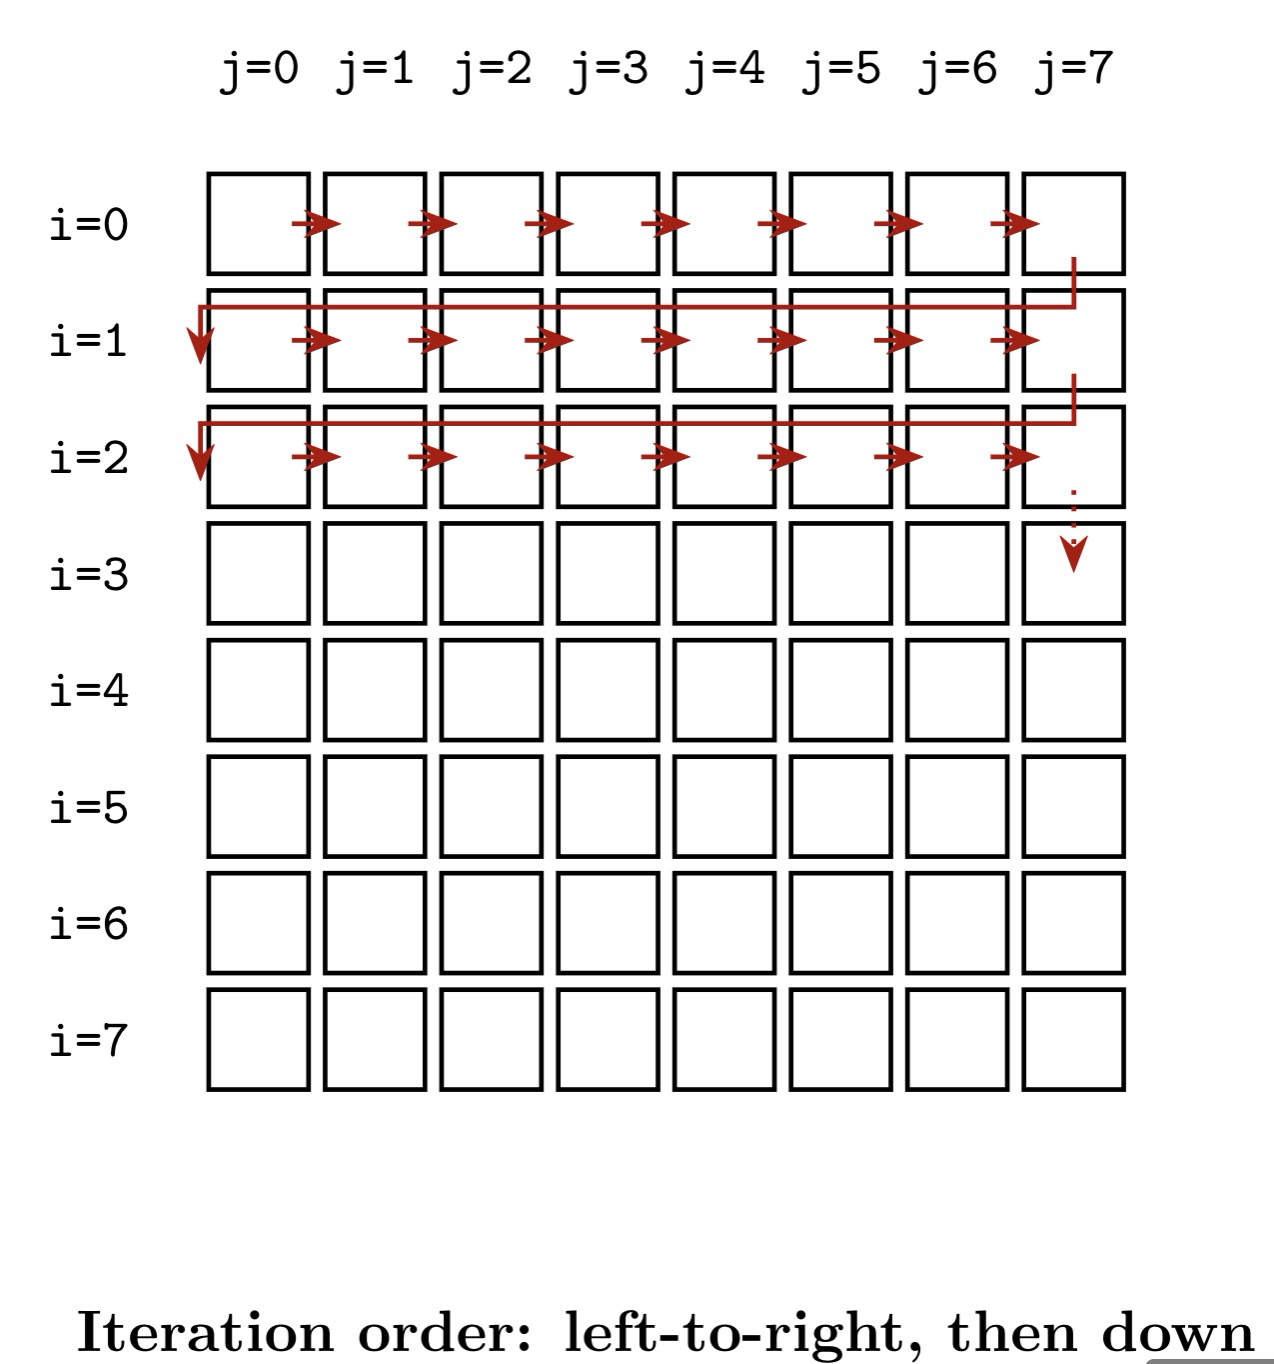 j=0 j=1 j=2 j=3 j=4 j=5 j=6 j=7
i=0
i=1
i=2
i=3
i=4
i=5
i=6
i=7
Iteration order: left-to-right, then down